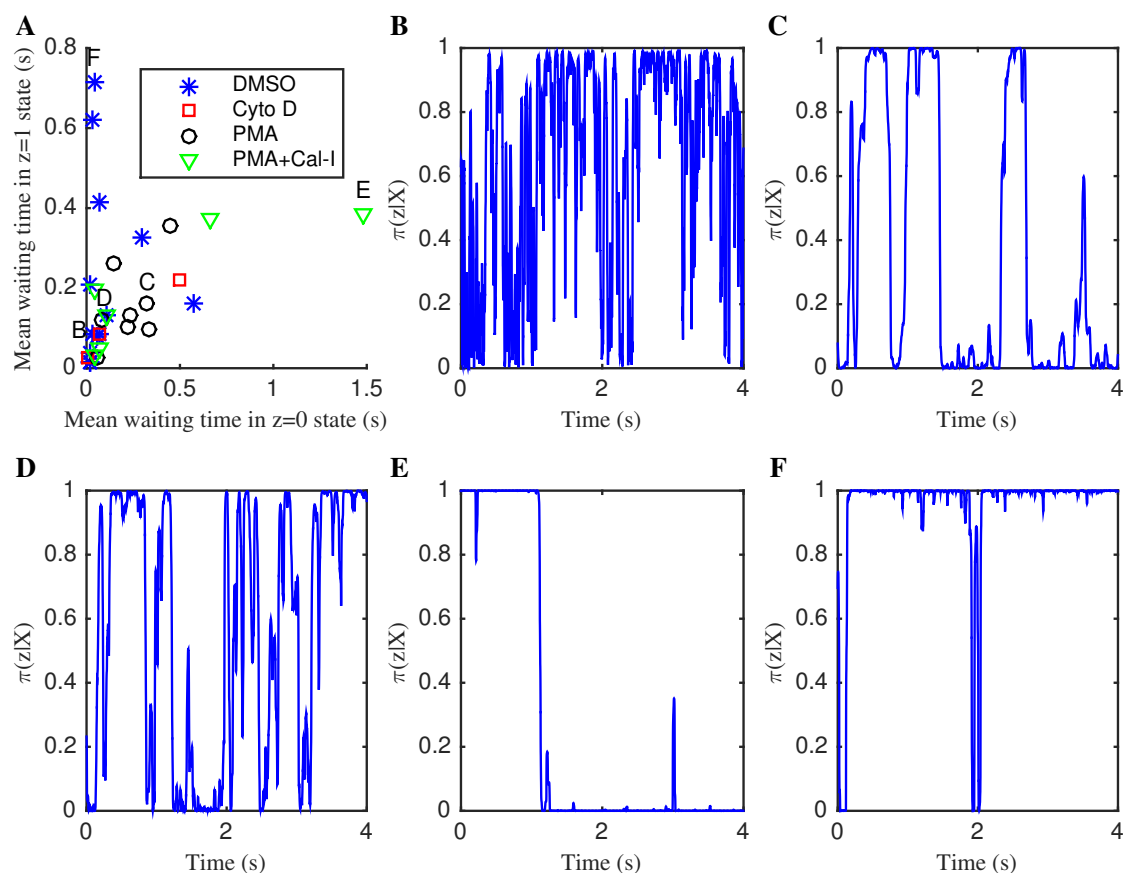 A
Mean waiting time in z=1 state (s)
0.8
0.6
0.4
0.2
0
F
E
C
D
B
DMSO
Cyto D
PMA
PMA+Cal-I
0 0.5 1 1.5
Mean waiting time in z=0 state (s)
B
π(z|X)
1
0.8
0.6
0.4
0.2
0
0 2 4
Time (s)
C
π(z|X)
1
0.8
0.6
0.4
0.2
0
0 2 4
Time (s)
D
π(z|X)
1
0.8
0.6
0.4
0.2
0
0 2 4
Time (s)
E
π(z|X)
1
0.8
0.6
0.4
0.2
0
0 2 4
Time (s)
F
π(z|X)
1
0.8
0.6
0.4
0.2
0
0 2 4
Time (s)